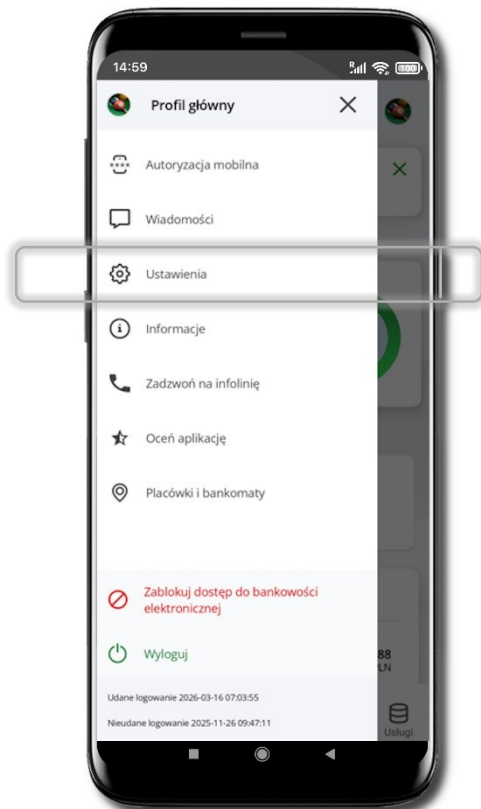 14:59
R
100
Profil główny
Autoryzacja mobilna
Wiadomości
Ustawienia
Informacje
Zadzwoń na infolinię
Oceń aplikację
Placówki i bankomaty
Zablokuj dostęp do bankowości
elektronicznej
Wyloguj
88
LN
Udane logowanie 2026-03-16 07:03:55
Nieudane logowanie 2025-11-26 09:47:11
Usługi